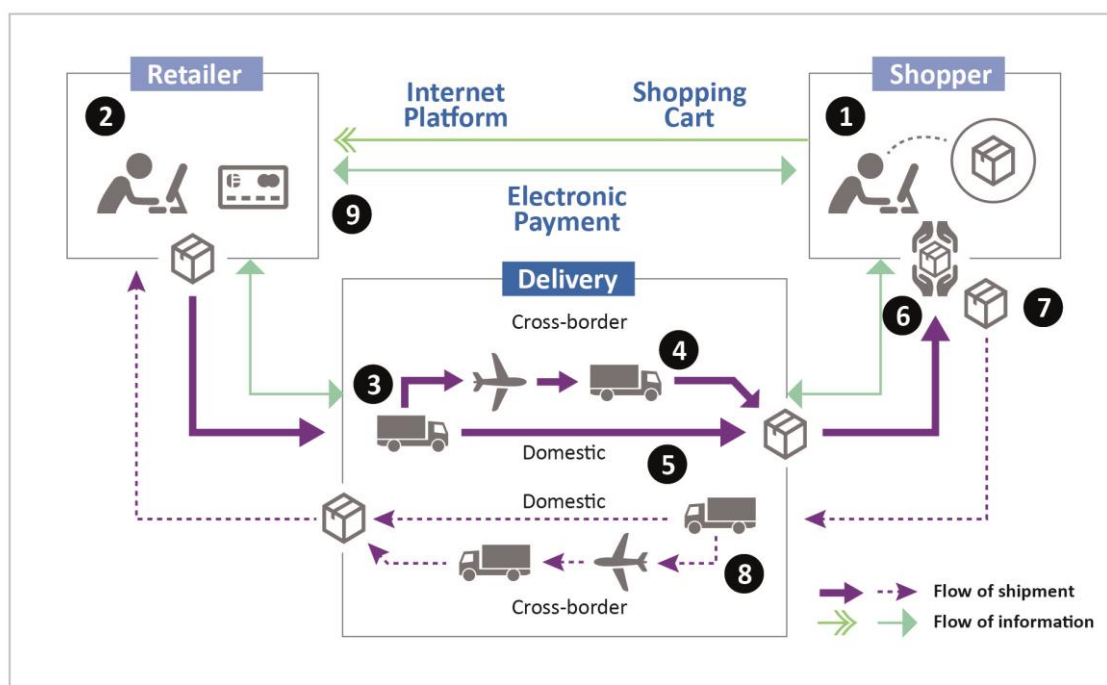 Retailer
Shopper
2
Internet
Platform
Shopping
Cart
1
Electronic
Payment
9
Delivery
Cross-border
6
7
3
4
Domestic
5
Domestic
8
Cross-border
Flow of shipment
Flow of information